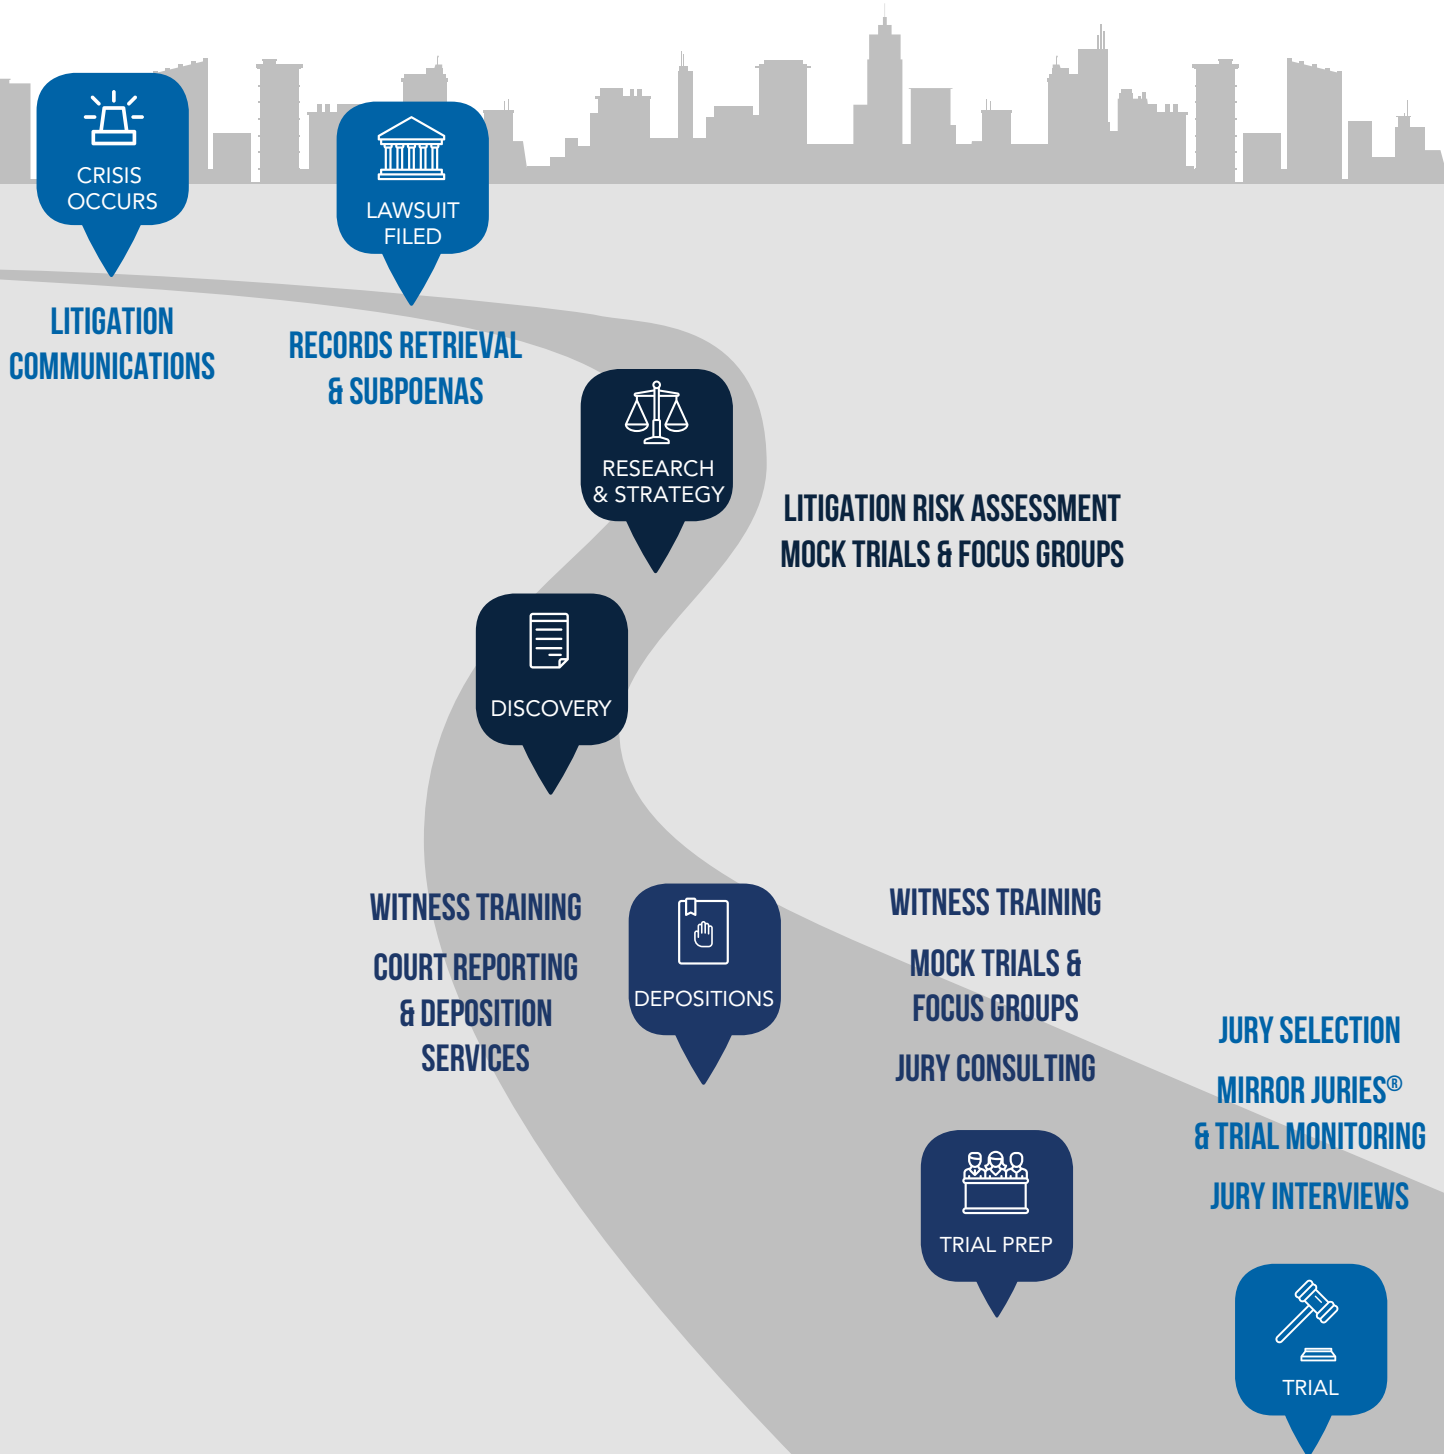 CRISIS
OCCURS
LITIGATION
COMMUNICATIONS
LAWSUIT
FILED
RECORDS RETRIEVAL
& SUBPOENAS
RESEARCH
& STRATEGY
LITIGATION RISK ASSESSMENT
MOCK TRIALS & FOCUS GROUPS
DISCOVERY
WITNESS TRAINING
COURT REPORTING
& DEPOSITION
SERVICES
DEPOSITIONS
WITNESS TRAINING
MOCK TRIALS &
FOCUS GROUPS
JURY CONSULTING
TRIAL PREP
JURY SELECTION
MIRROR JURIES®
& TRIAL MONITORING
JURY INTERVIEWS
TRIAL